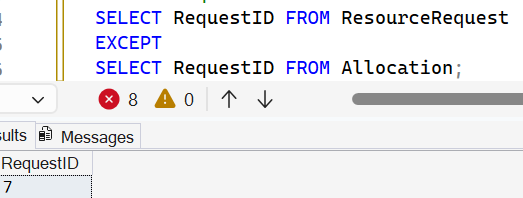 SELECT RequestID FROM ResourceRequest
EXCEPT
SELECT RequestID FROM Allocation;
8 0
Messages
RequestID
7